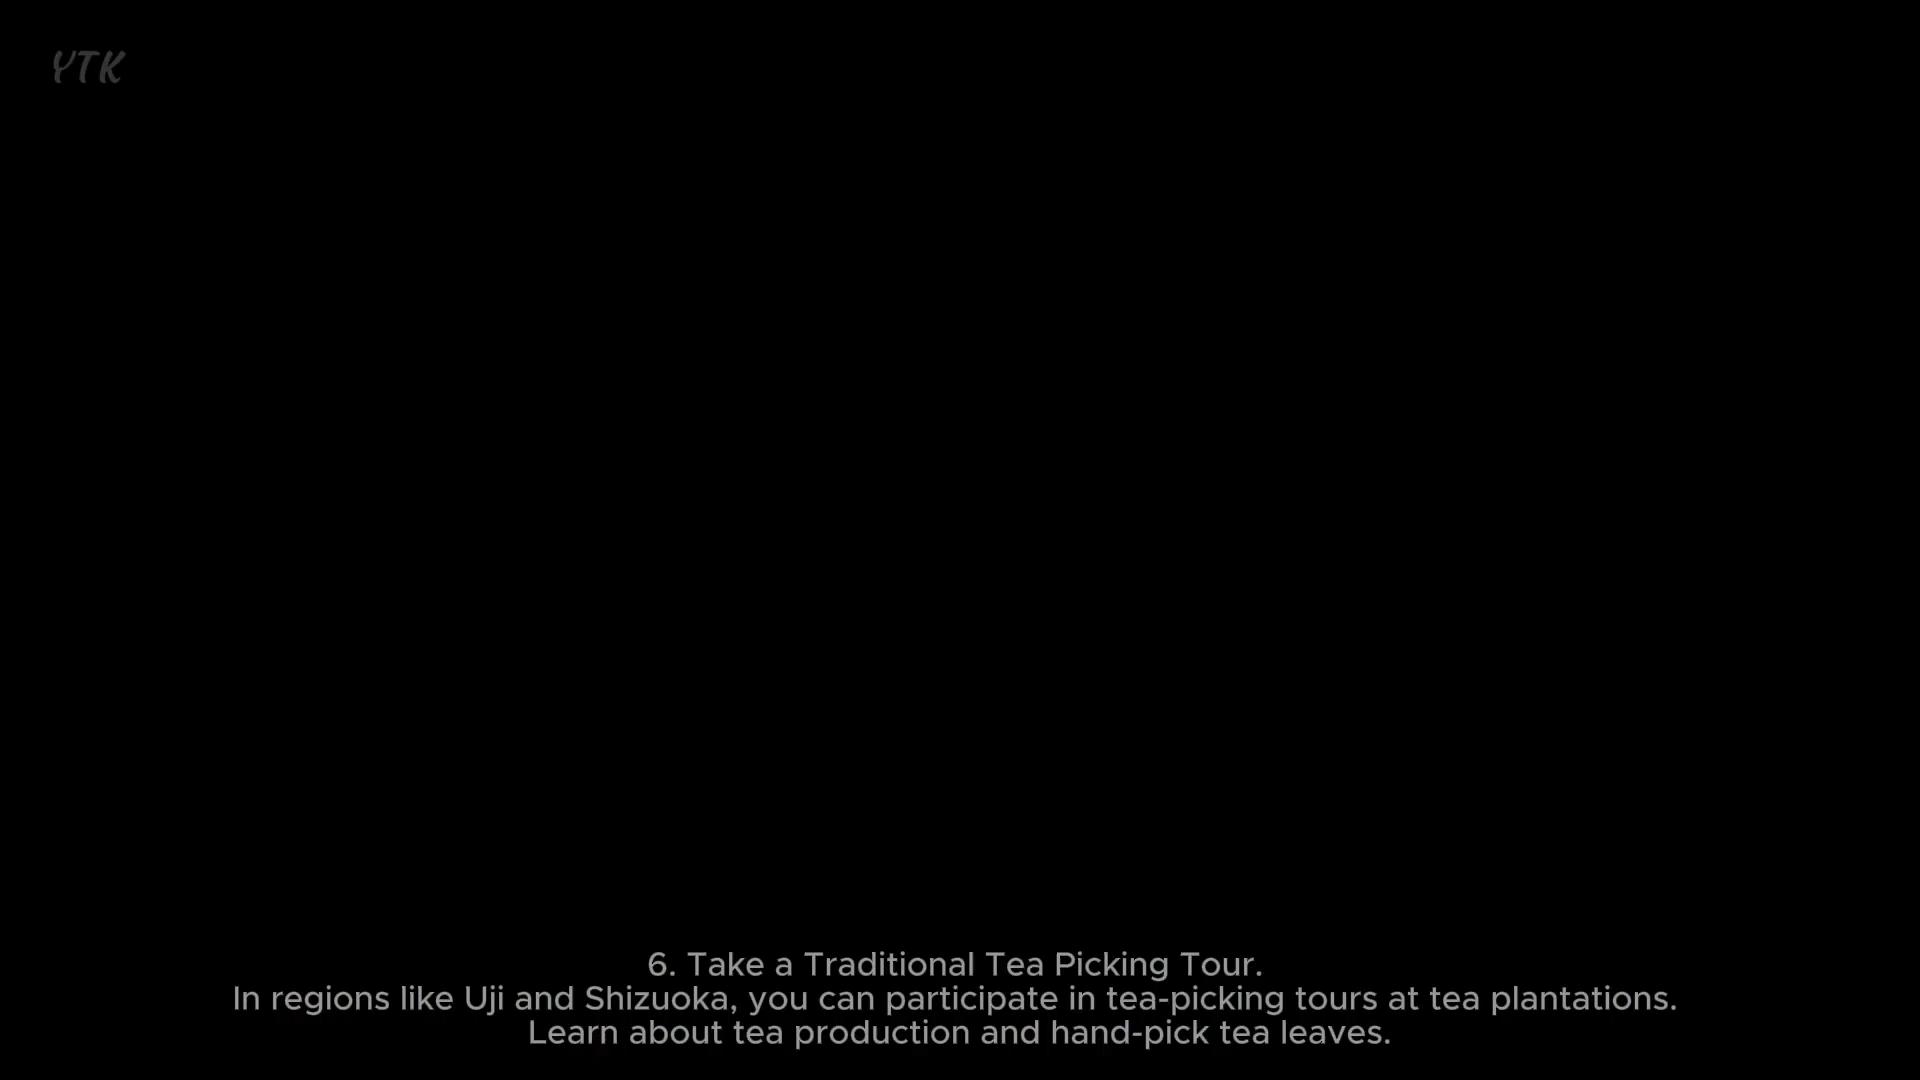 YTK
6. Take a Traditional Tea Picking Tour.
In regions like Uji and Shizuoka, you can participate in tea-picking tours at tea plantations.
Learn about tea production and hand-pick tea leaves.